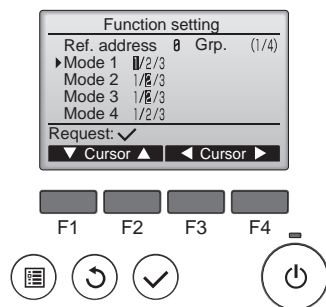 Function setting
Ref. address 0 Grp. (1/4)
Mode 1 1/2/3
Mode 2 1/2/3
Mode 3 1/2/3
Mode 4 1/2/3
Request: ✓
▼ Cursor ▲ ◀ Cursor ▶
F1 F2 F3 F4